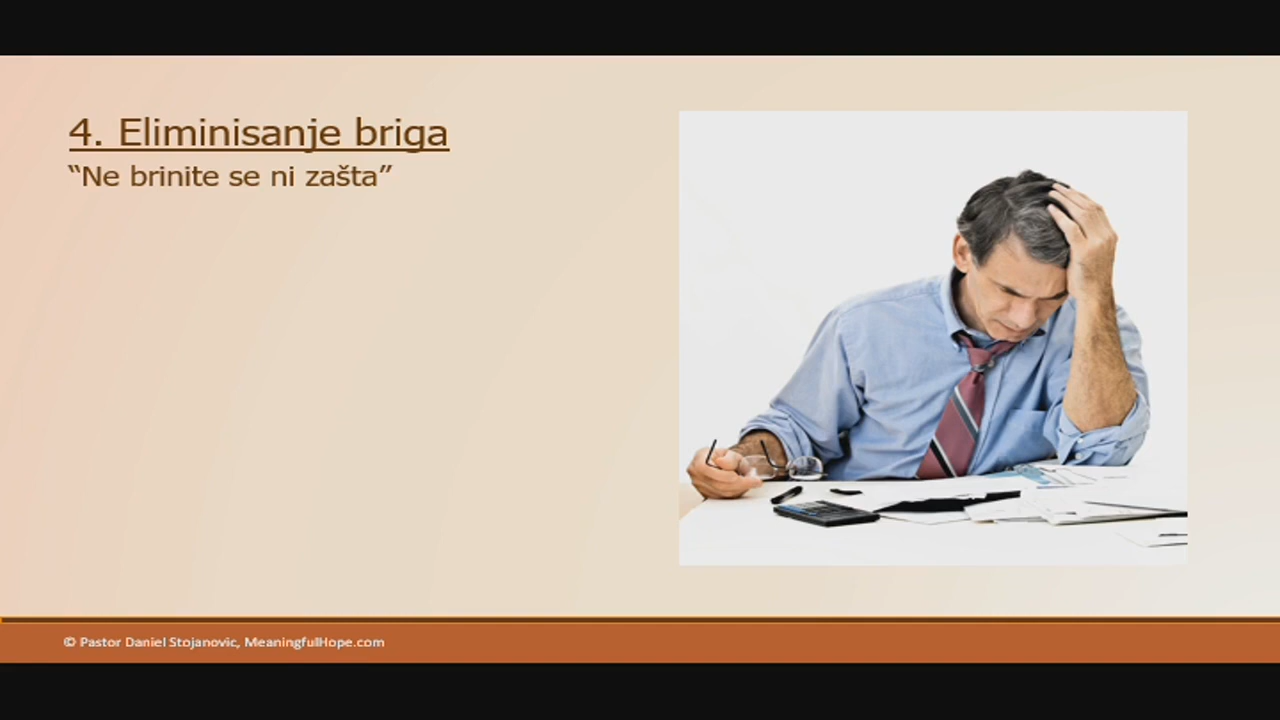 4. Eliminisanje briga
“Ne brinite se ni zašta”
© Pastor Daniel Stojanovic, MeaningfulHope.com